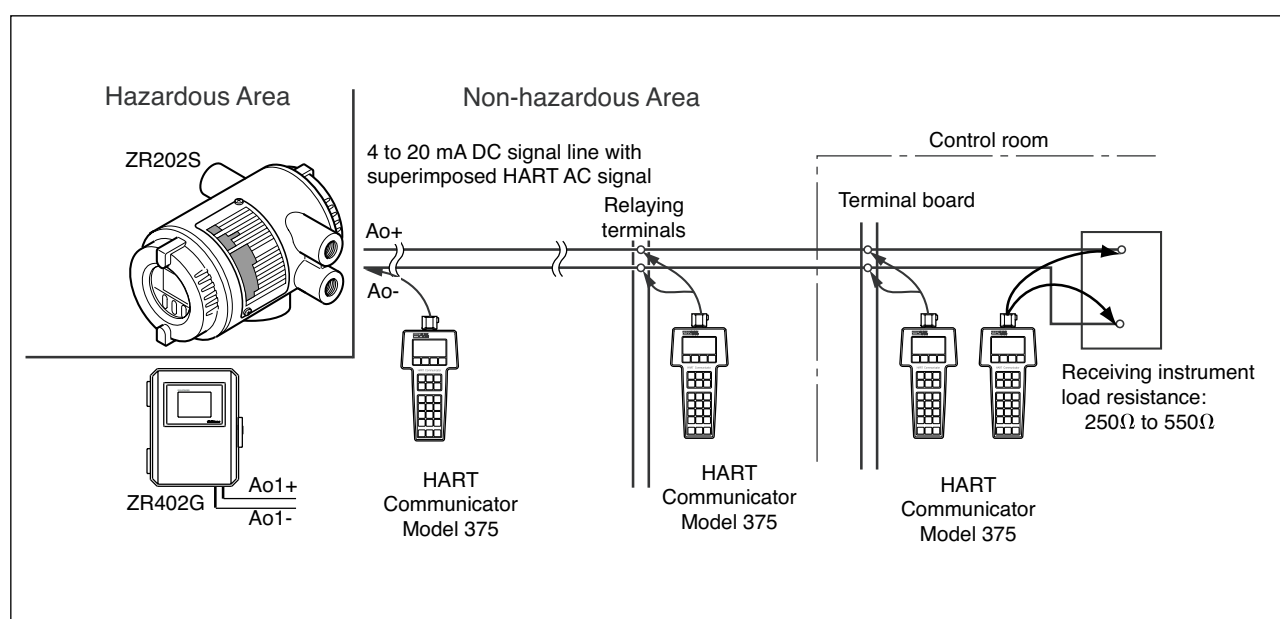 Hazardous Area
Non-hazardous Area
ZR202S
4 to 20 mA DC signal line with
superimposed HART AC signal
Control room
Relaying
terminals
Terminal board
Ao+
Ao-
Receiving instrument
load resistance:
250Ω to 550Ω
ZR402G
Ao1+
Ao1-
HART
Communicator
Model 375
HART
Communicator
Model 375
HART
Communicator
Model 375